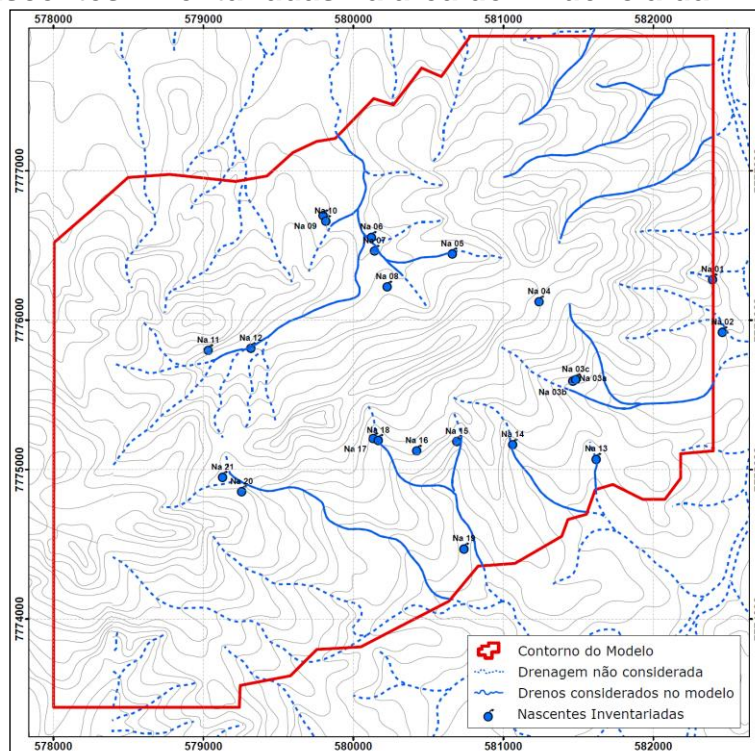 578000 579000 580000 581000 582000
7777000
7776000
7775000
7774000
Na 10
Na 09
Na 06
Na 07
Na 05
Na 08
Na 01
Na 04
Na 02
Na 11
Na 12
Na 03c
Na 03a
Na 03b
Na 18
Na 17
Na 16
Na 15
Na 14
Na 13
Na 21
Na 20
Na 19
Contorno do Modelo
Drenagem não considerada
Drenos considerados no modelo
Nascentes Inventariadas
578000 579000 580000 581000 582000